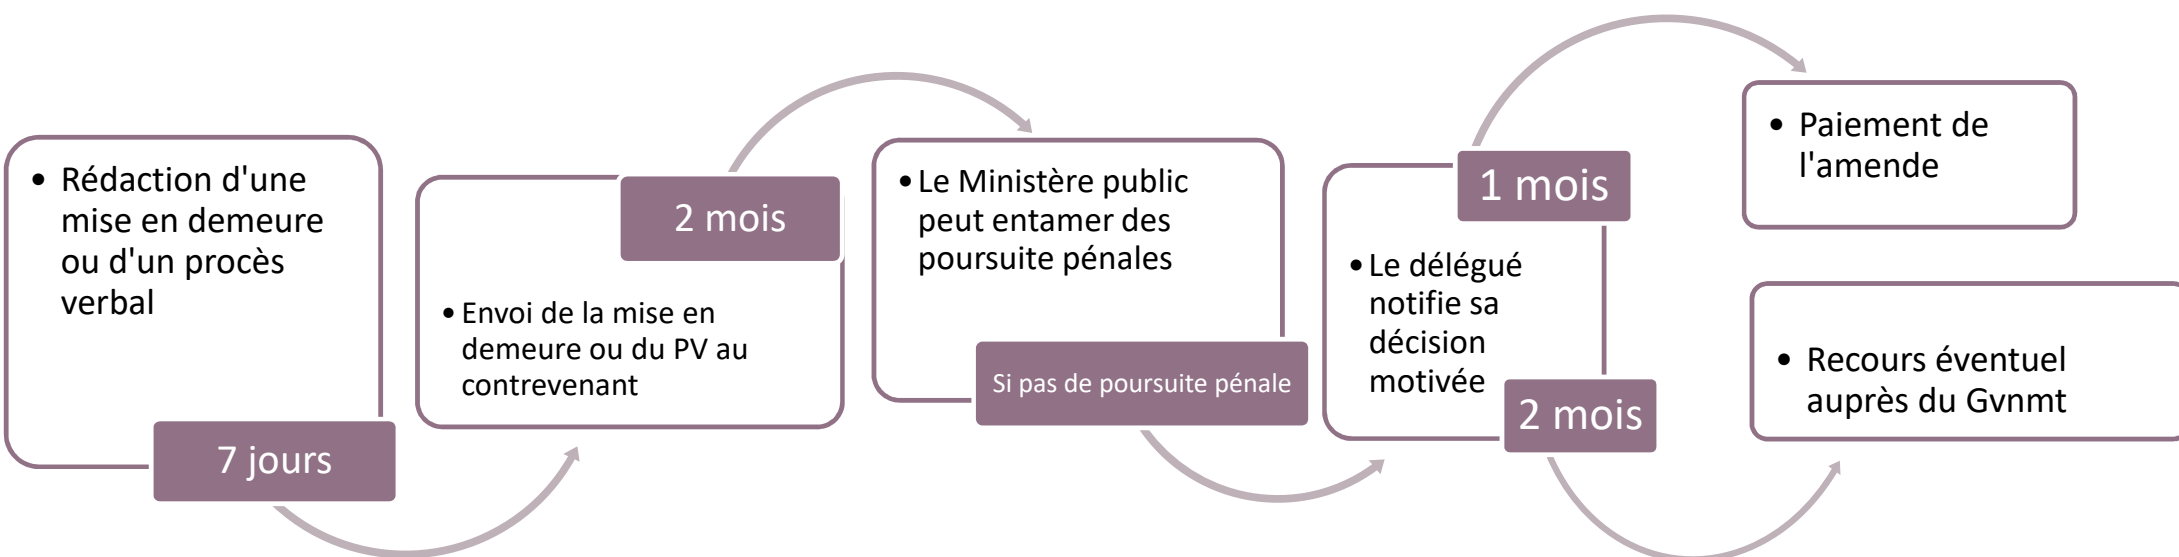 • Rédaction d'une
mise en demeure
ou d'un procès
verbal
7 jours
2 mois
• Envoi de la mise en
demeure ou du PV au
contrevenant
• Le Ministère public
peut entamer des
poursuite pénales
Si pas de poursuite pénale
1 mois
• Le délégué
notifie sa
décision
motivée
2 mois
• Paiement de
l'amende
• Recours éventuel
auprès du Gvnmt